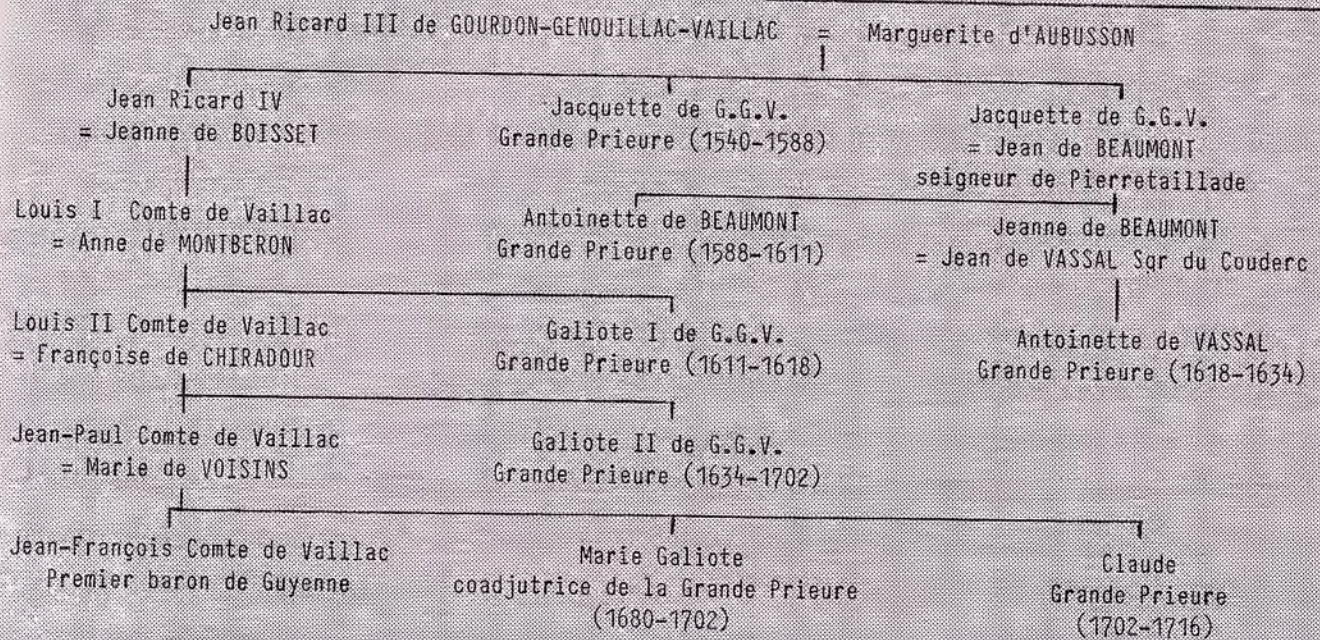 Jean Ricard III de GOURDON-GENOUILLAC-VAILLAC = Marguerite d'AUBUSSON
Jean Ricard IV
= Jeanne de BOISSET
Jacquette de G.G.V.
Grande Prieure (1540-1588)
Jacquette de G.G.V.
= Jean de BEAUMONT
seigneur de Pierretaillade
Louis I Comte de Vaillac
= Anne de MONTBERON
Antoinette de BEAUMONT
Grande Prieure (1588-1611)
Jeanne de BEAUMONT
= Jean de VASSAL Sgr du Couderc
Louis II Comte de Vaillac
= Françoise de CHIRADOUR
Galiote I de G.G.V.
Grande Prieure (1611-1618)
Antoinette de VASSAL
Grande Prieure (1618-1634)
Jean-Paul Comte de Vaillac
= Marie de VOISINS
Galiote II de G.G.V.
Grande Prieure (1634-1702)
Jean-François Comte de Vaillac
Premier baron de Guyenne
Marie Galiote
coadjutrice de la Grande Prieure
(1680-1702)
Claude
Grande Prieure
(1702-1716)